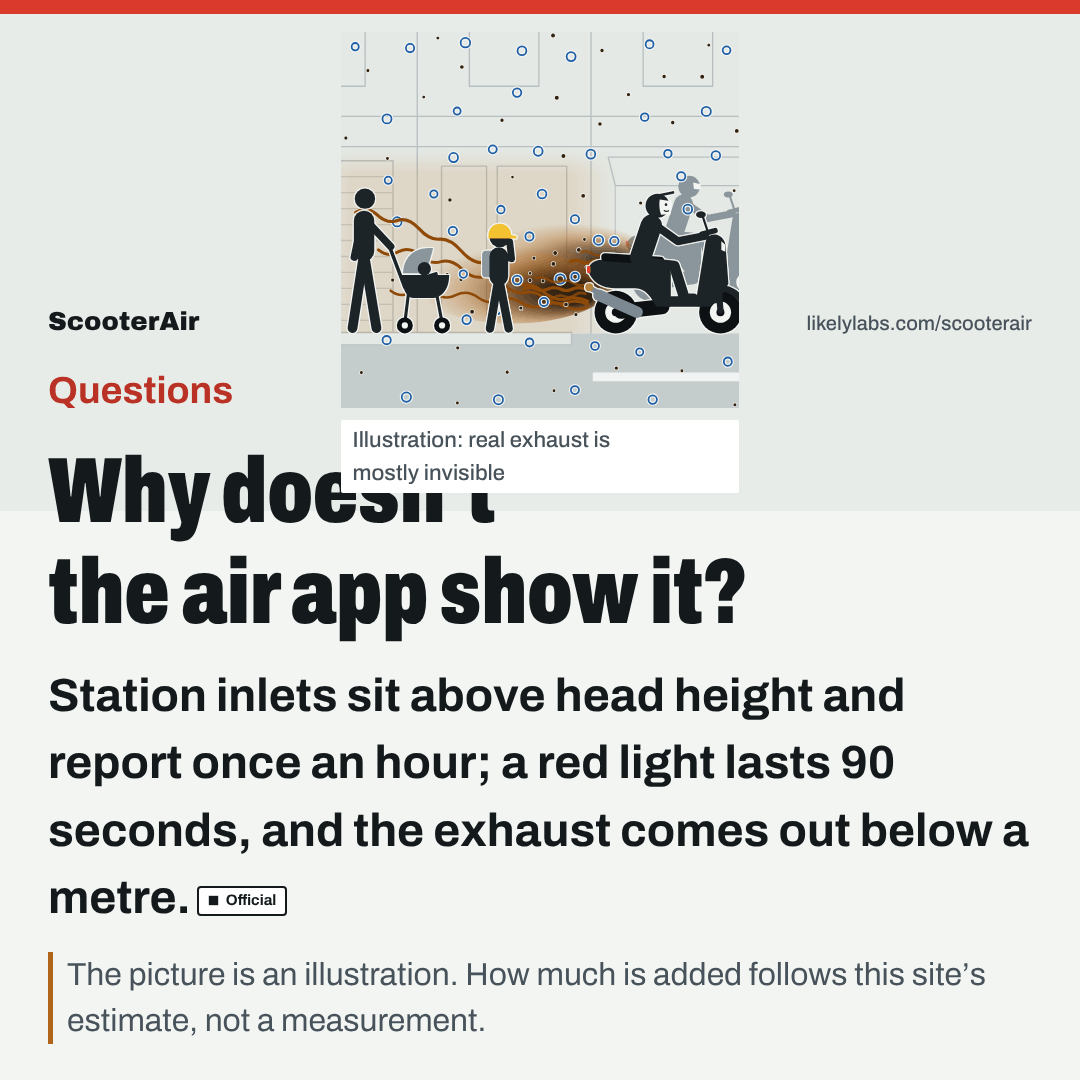 ScooterAir
likelylabs.com/scooterair
Questions
Illustration: real exhaust is
mostly invisible
Why doesn't
the air app show it?
Station inlets sit above head height and
report once an hour; a red light lasts 90
seconds, and the exhaust comes out below a
metre. Official
The picture is an illustration. How much is added follows this site’s
estimate, not a measurement.